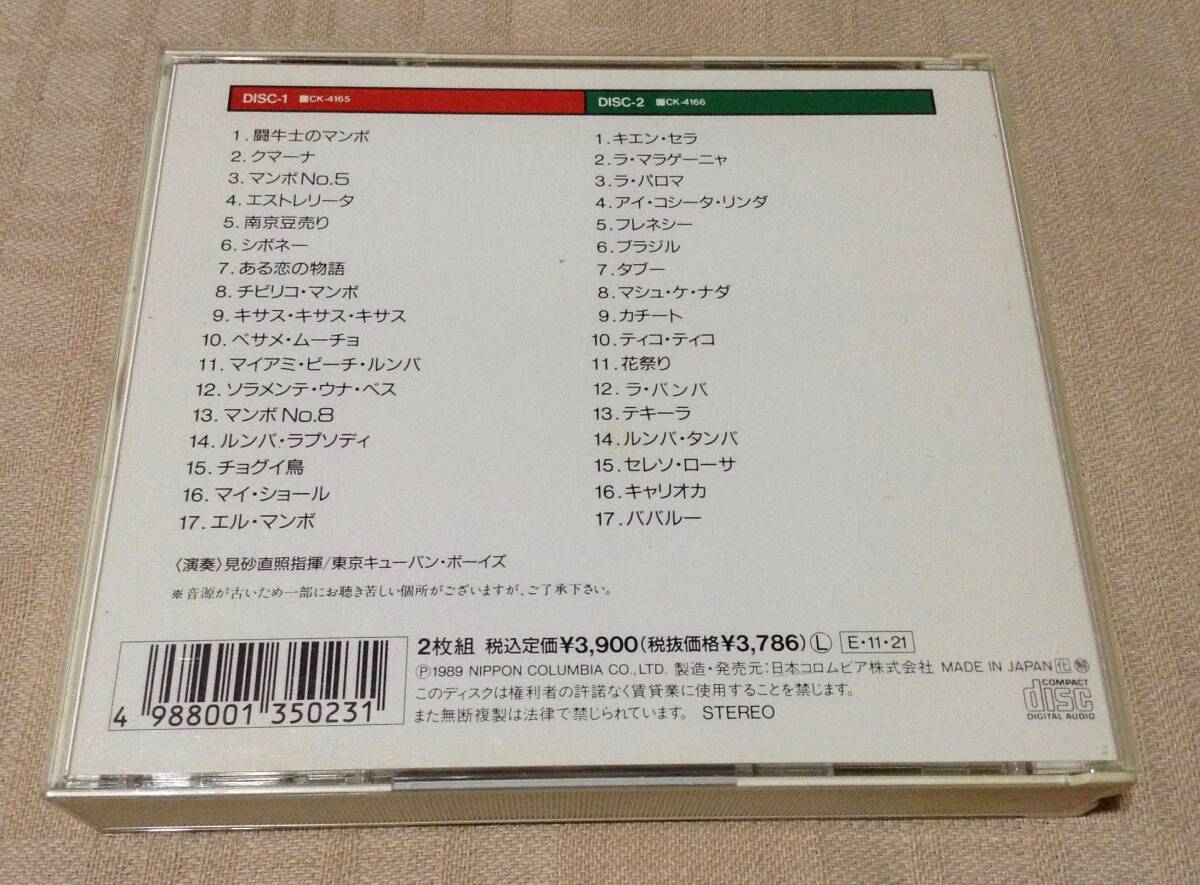 DISC-1 ■CK-4165
1.闘牛士のマンボ
2.クマーナ
3.マンボNo.5
4.エストレリータ
5.南京豆売り
6.シボネー
7.ある恋の物語
8.チビリコ・マンボ
9.キサス・キサス・キサス
10.ベサメ・ムーチョ
11.マイアミ・ビーチ・ルンバ
12.ソラメンテ・ウナ・ベス
13.マンボNo.8
14.ルンバ・ラプソディ
15.チョグイ鳥
16.マイ・ショール
17.エル・マンボ
DISC-2 ■CK-4166
1.キエン・セラ
2.ラ・マラゲーニャ
3.ラ・パロマ
4.アイ・コシータ・リンダ
5.フレネシー
6.ブラジル
7.タブー
8.マシュ・ケ・ナダ
9.カチート
10.ティコ・ティコ
11.花祭り
12.ラ・バンバ
13.テキーラ
14.ルンバ・タンバ
15.セレソ・ローサ
16.キャリオカ
17.ババルー
〈演奏〉見砂直照指揮/東京キューバン・ボーイズ
※音源が古いため一部にお聴き苦しい個所がございますが、ご了承下さい。
4 988001 350231
2枚組 税込定価¥3,900(税抜価格¥3,786)Ⓛ E・11・21
Ⓟ1989 NIPPON COLUMBIA CO.,LTD. 製造・発売元:日本コロムビア株式会社 MADE IN JAPAN 化 解
このディスクは権利者の許諾なく賃貸業に使用することを禁じます。
また無断複製は法律で禁じられています。 STEREO
COMPACT
disc
DIGITAL AUDIO